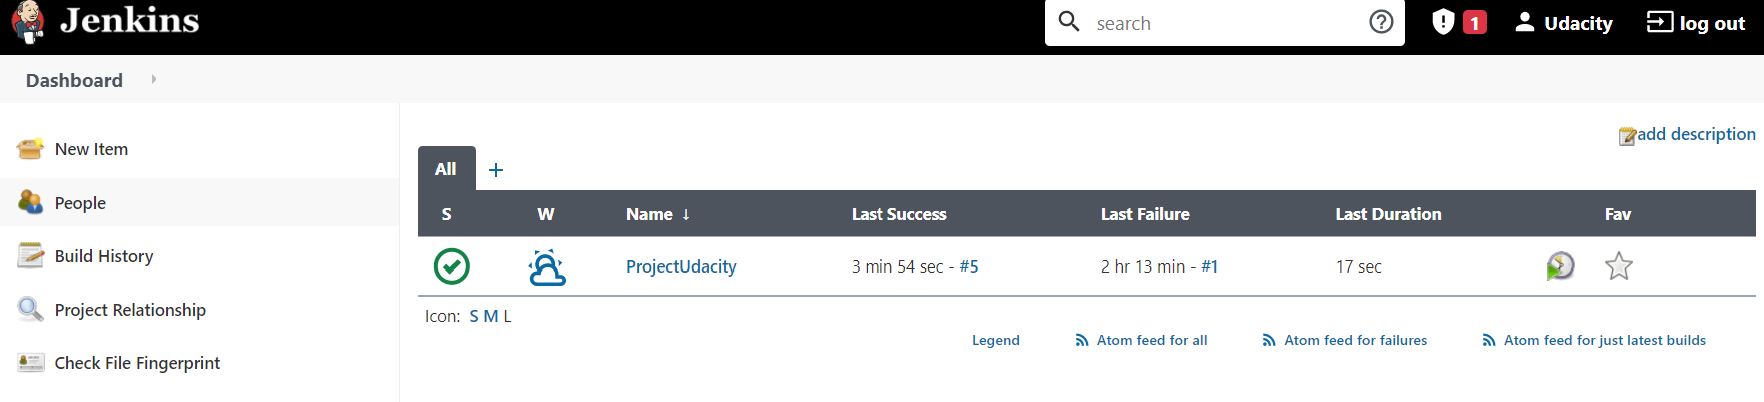 Jenkins
search
1
Udacity
log out
Dashboard
New Item
People
Build History
Project Relationship
Check File Fingerprint
add description
All +
S W Name ↓ Last Success Last Failure Last Duration Fav
ProjectUdacity 3 min 54 sec - #5 2 hr 13 min - #1 17 sec
Icon: S M L
Legend Atom feed for all Atom feed for failures Atom feed for just latest builds